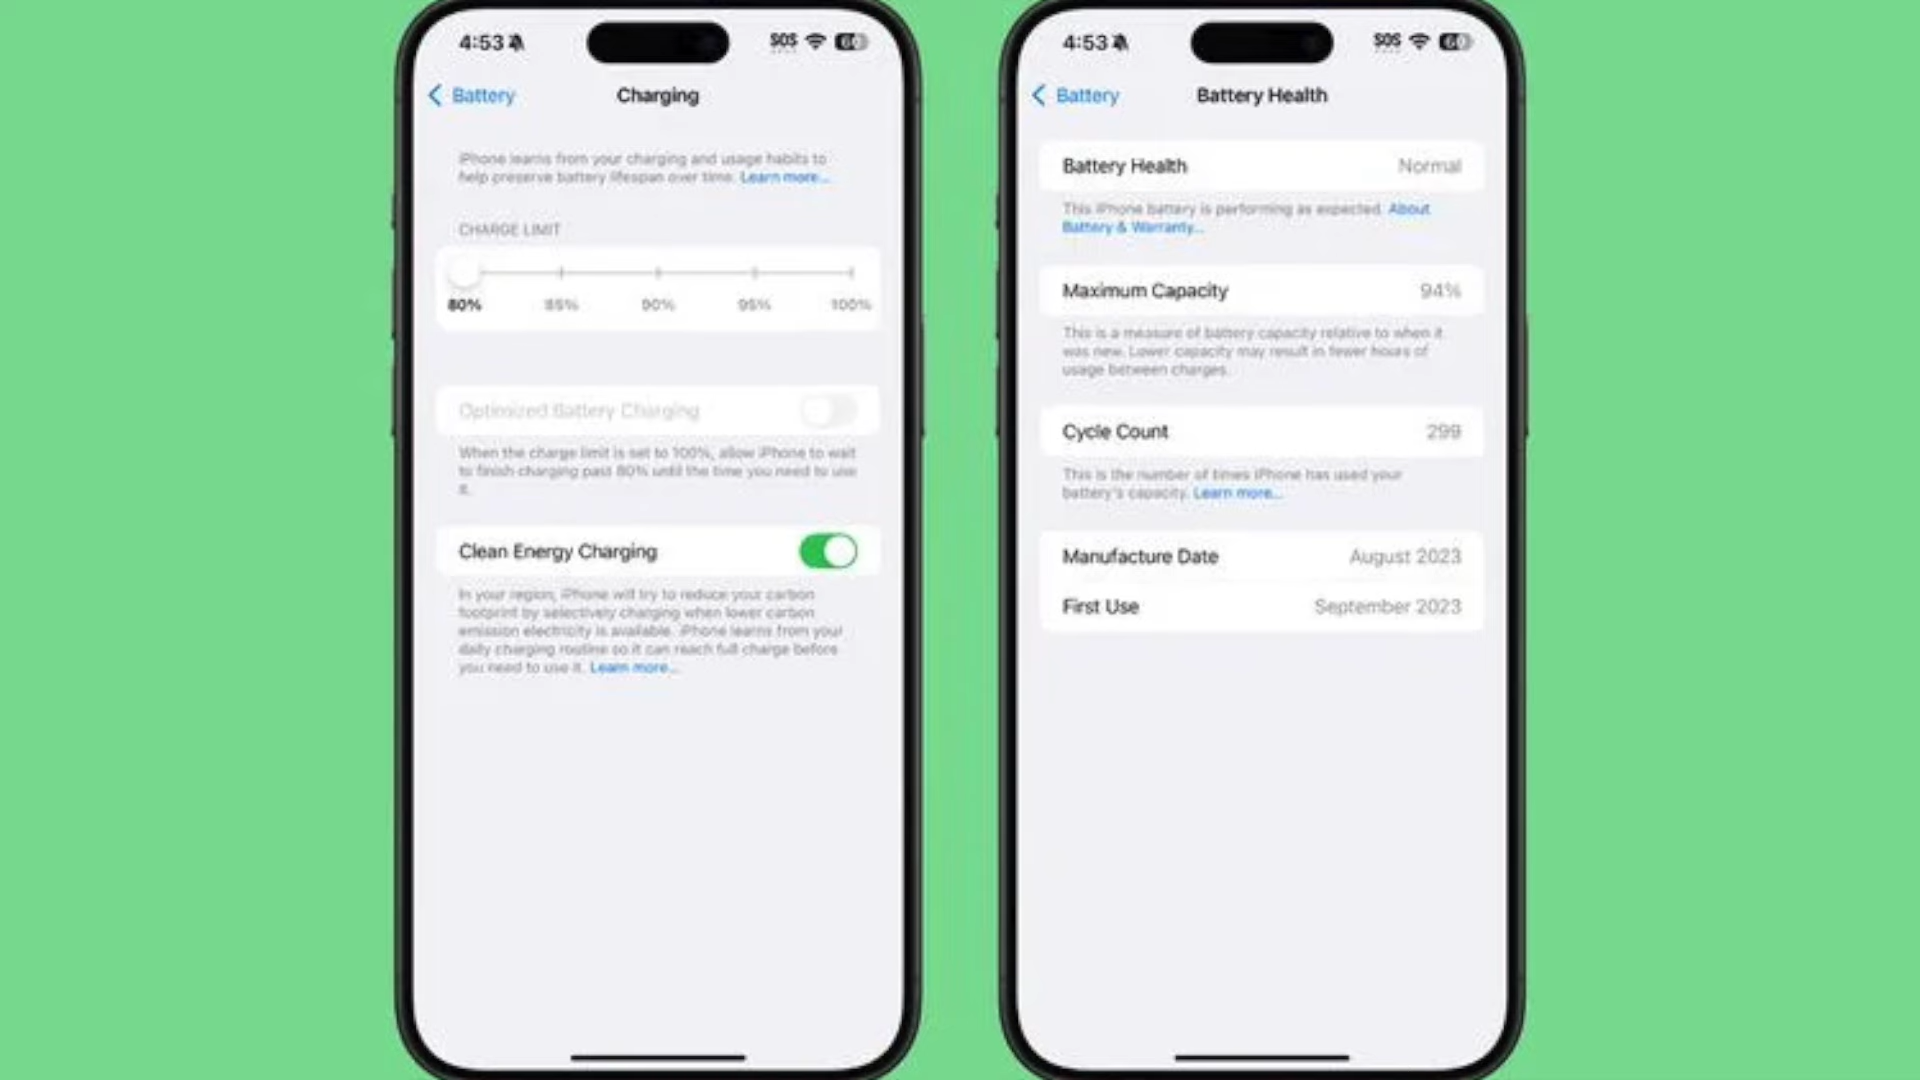 4:53 SOS 60
Battery Charging
iPhone learns from your charging and usage habits to
help preserve battery lifespan over time. Learn more...
CHARGE LIMIT
80% 85% 90% 95% 100%
Optimized Battery Charging
When the charge limit is set to 100%, allow iPhone to wait
to finish charging past 80% until the time you need to use
it.
Clean Energy Charging
In your region, iPhone will try to reduce your carbon
footprint by selectively charging when lower carbon
emission electricity is available. iPhone learns from your
daily charging routine so it can reach full charge before
you need to use it. Learn more...
4:53 SOS 60
Battery Battery Health
Battery Health Normal
This iPhone battery is performing as expected. About
Battery & Warranty...
Maximum Capacity 94%
This is a measure of battery capacity relative to when it
was new. Lower capacity may result in fewer hours of
usage between charges.
Cycle Count 299
This is the number of times iPhone has used your
battery's capacity. Learn more...
Manufacture Date August 2023
First Use September 2023